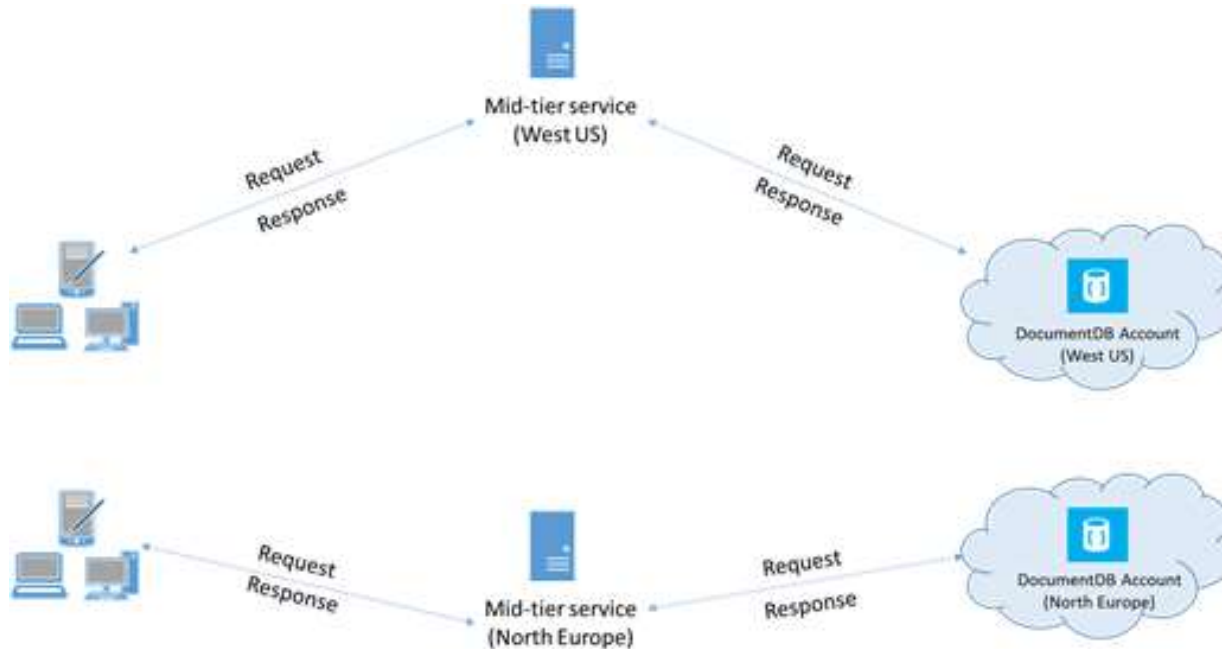 Mid-tier service
(West US)
Request
Response
Request
Response
DocumentDB Account
(West US)
Request
Response
Mid-tier service
(North Europe)
Request
Response
DocumentDB Account
(North Europe)